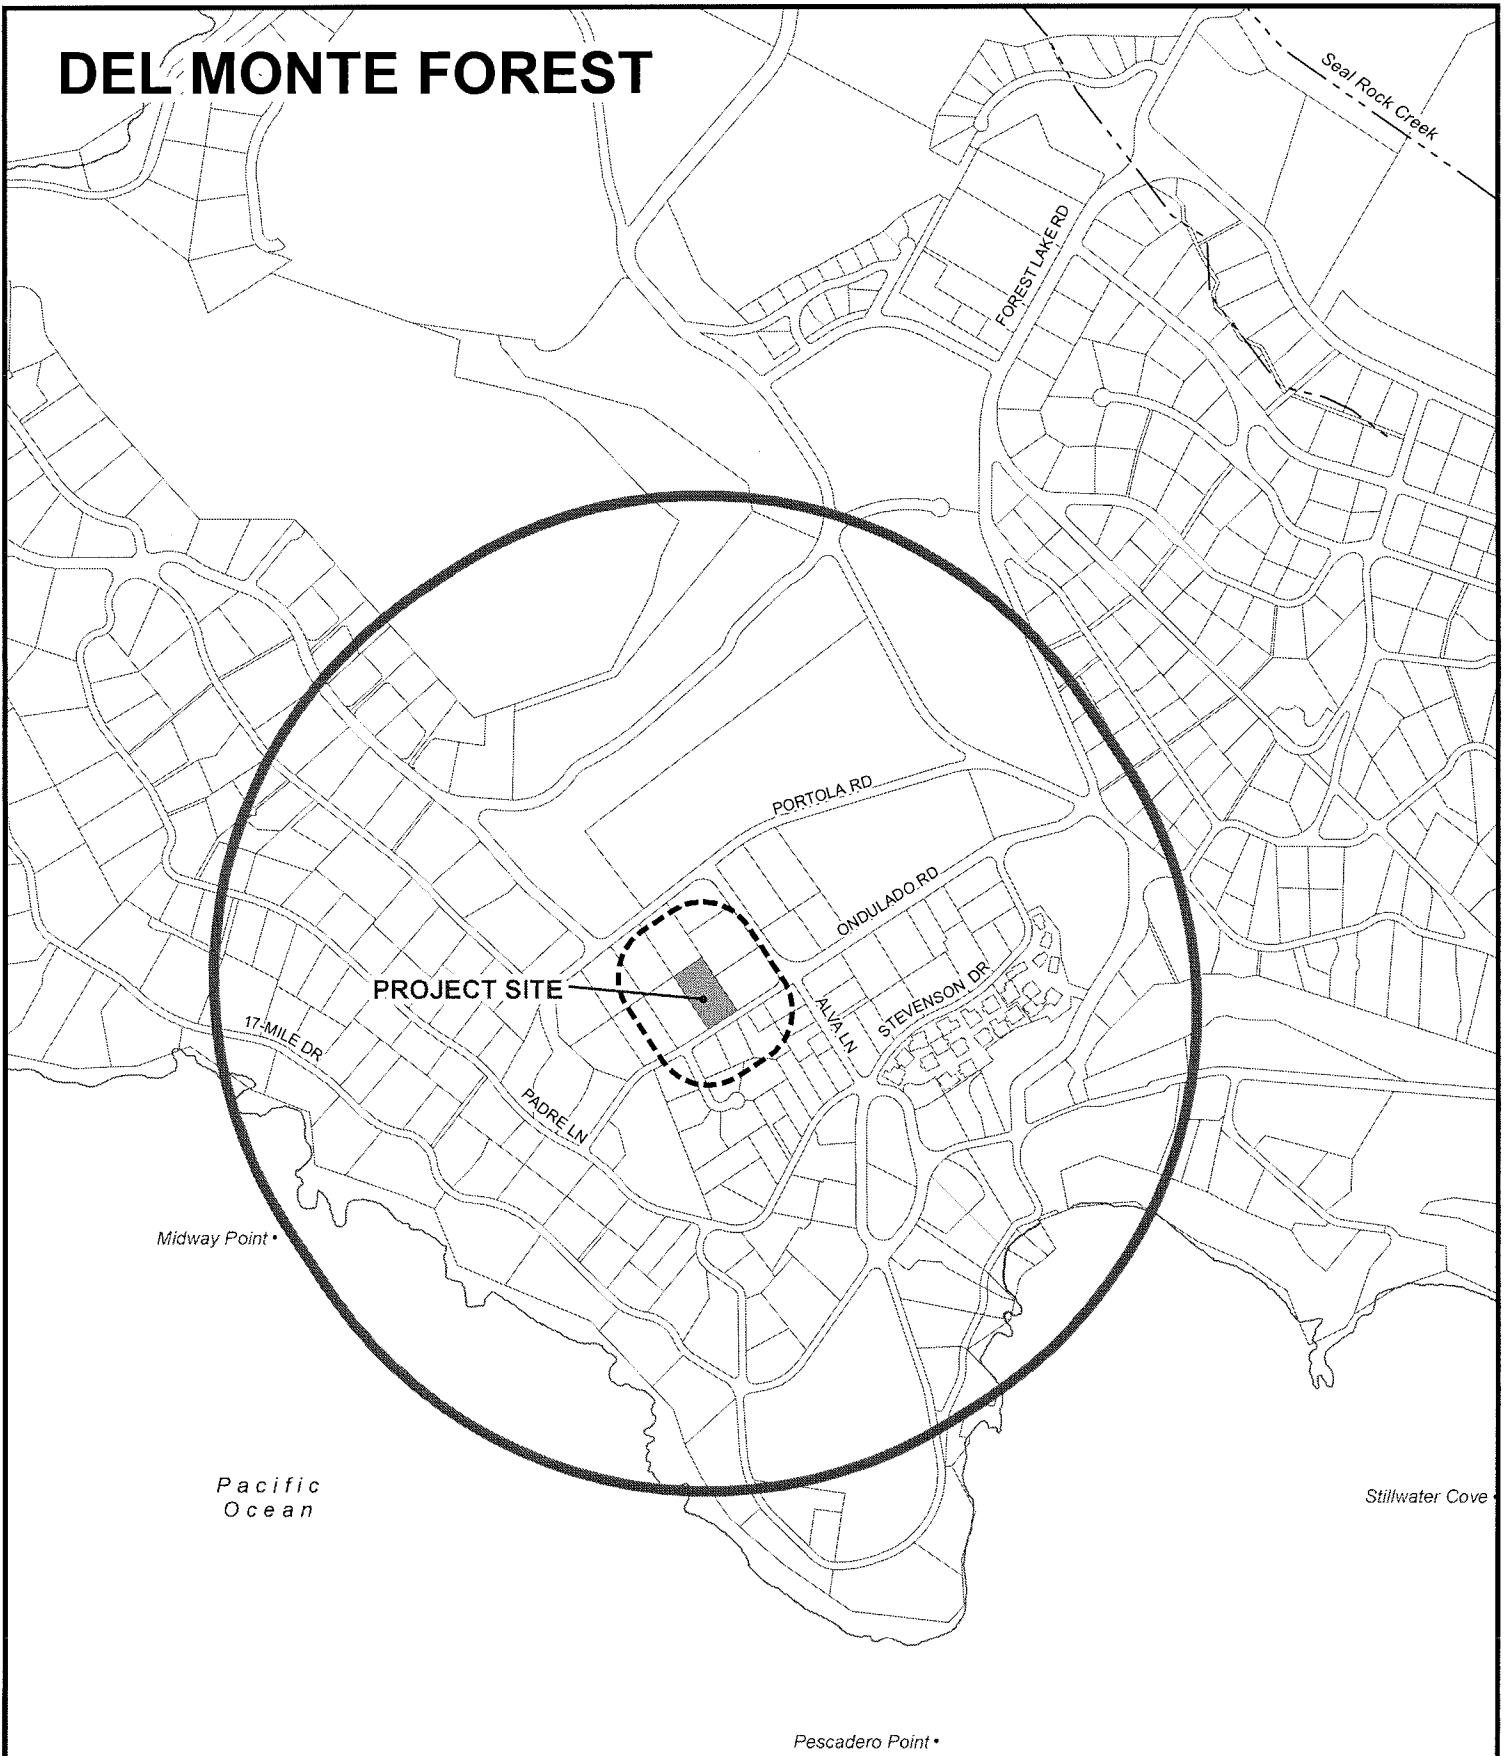 DEL MONTE FOREST
Seal Rock Creek
FOREST LAKE RD
PORTOLA RD
ONDULADO RD
PROJECT SITE
STEVENSON DR
ALVA LN
17-MILE DR
PADRE LN
Midway Point
Pacific
Ocean
Stillwater Cove
Pescadero Point